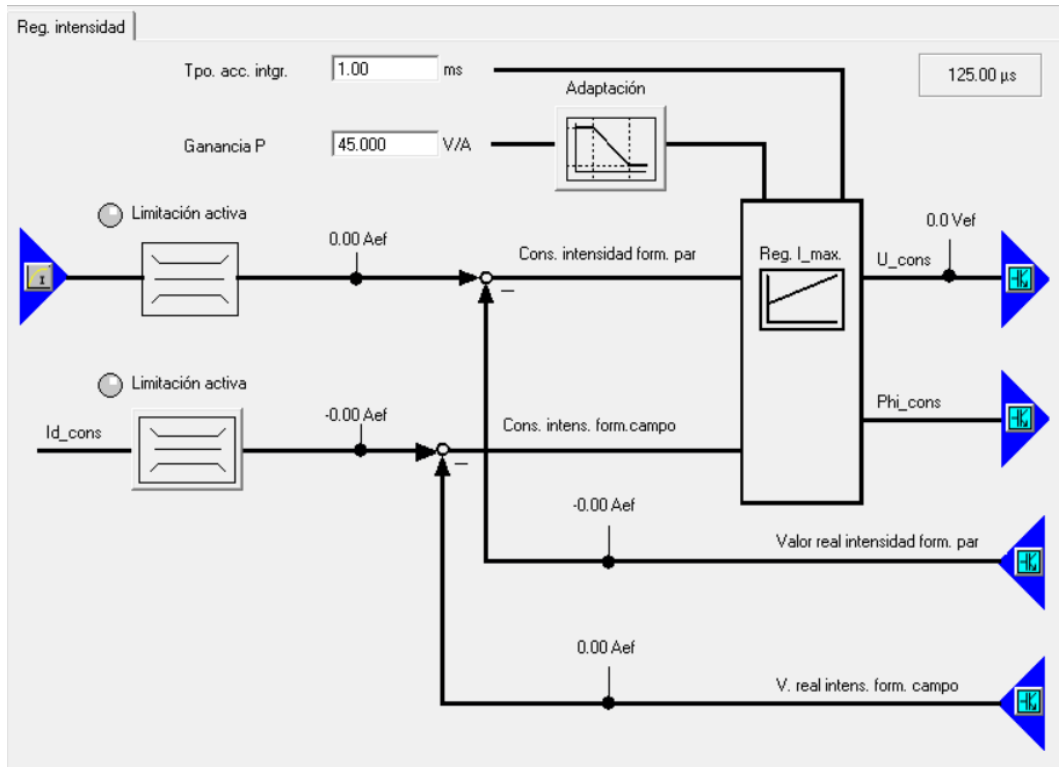 Reg. intensidad
Tpo. acc. intgr. 1.00 ms
125.00 µs
Adaptación
Ganancia P 45.000 V/A
Limitación activa
0.00 Aef
Cons. intensidad form. par
Reg. I_max.
0.0 Vef
U_cons
Limitación activa
Id_cons
-0.00 Aef
Cons. intens. form.campo
Phi_cons
-0.00 Aef
Valor real intensidad form. par
0.00 Aef
V. real intens. form. campo